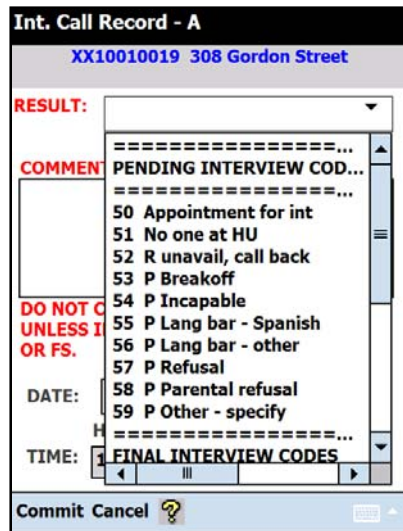 Int. Call Record - A
XX10010019 308 Gordon Street
RESULT:
=================...
PENDING INTERVIEW COD...
=================...
50 Appointment for int
51 No one at HU
52 R unavail, call back
53 P Breakoff
54 P Incapable
55 P Lang bar - Spanish
56 P Lang bar - other
57 P Refusal
58 P Parental refusal
59 P Other - specify
=================...
FINAL INTERVIEW CODES
COMMEN
DO NOT C
UNLESS I
OR FS.
DATE:
H
TIME: 1
Commit Cancel ?